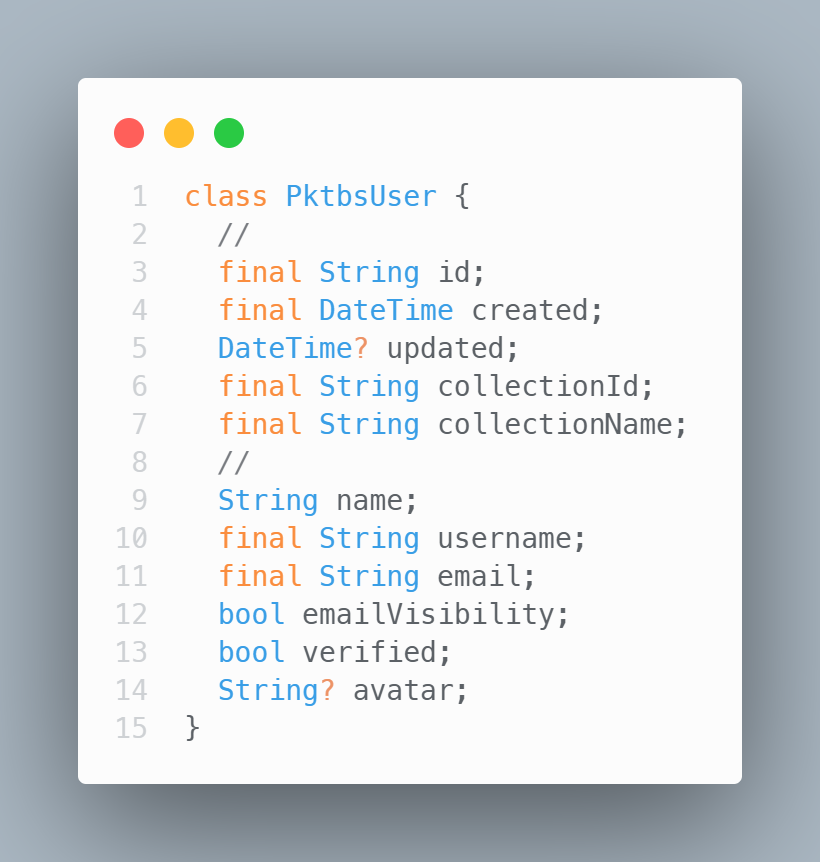 1 class PktbsUser {
2 //
3 final String id;
4 final DateTime created;
5 DateTime? updated;
6 final String collectionId;
7 final String collectionName;
8 //
9 String name;
10 final String username;
11 final String email;
12 bool emailVisibility;
13 bool verified;
14 String? avatar;
15 }